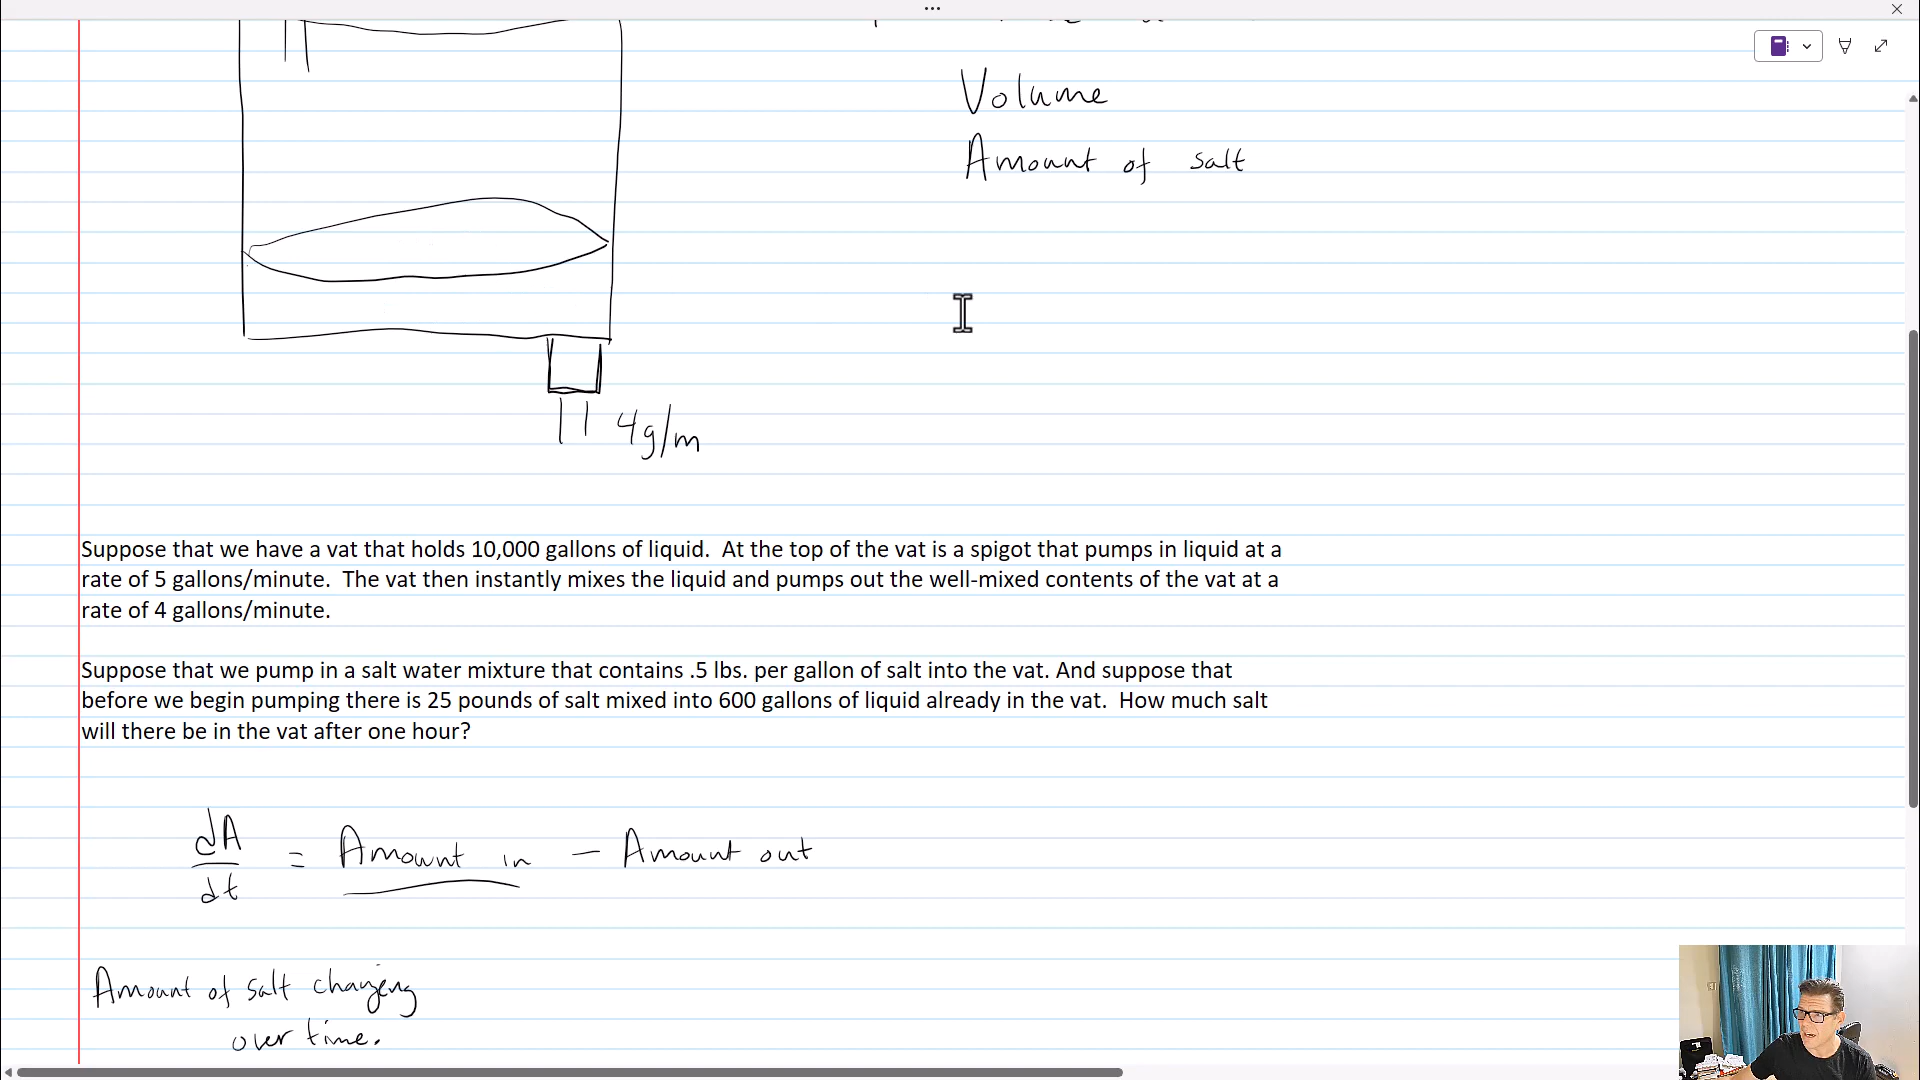 Volume
Amount of salt
4g/m
Suppose that we have a vat that holds 10,000 gallons of liquid.  At the top of the vat is a spigot that pumps in liquid at a
rate of 5 gallons/minute.  The vat then instantly mixes the liquid and pumps out the well-mixed contents of the vat at a
rate of 4 gallons/minute.
Suppose that we pump in a salt water mixture that contains .5 lbs. per gallon of salt into the vat. And suppose that
before we begin pumping there is 25 pounds of salt mixed into 600 gallons of liquid already in the vat.  How much salt
will there be in the vat after one hour?
dA/dt = Amount in — Amount out
Amount of salt changing
over time.